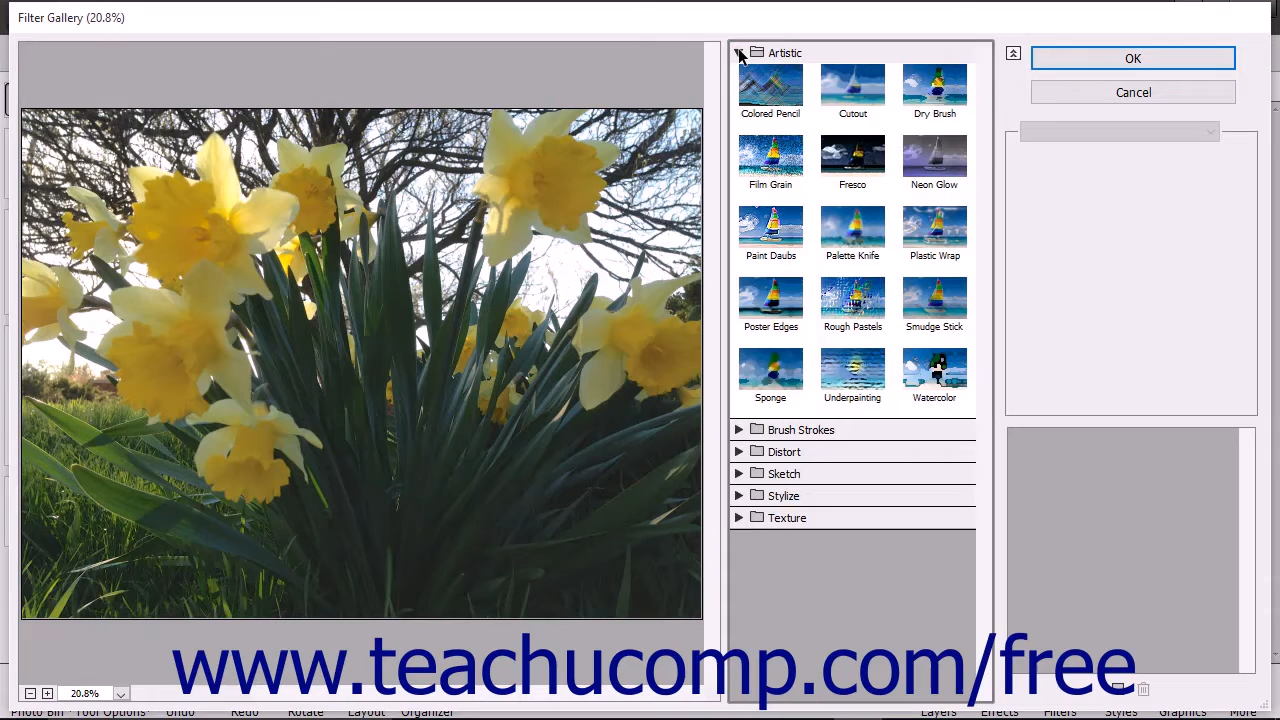 Filter Gallery (20.8%)
Artistic
Colored Pencil
Cutout
Dry Brush
Film Grain
Fresco
Neon Glow
Paint Daubs
Palette Knife
Plastic Wrap
Poster Edges
Rough Pastels
Smudge Stick
Sponge
Underpainting
Watercolor
Brush Strokes
Distort
Sketch
Stylize
Texture
OK
Cancel
www.teachucomp.com/free
20.8%
Photo Bin
Tool Options
Undo
Redo
Rotate
Layout
Organizer
Layers
Effects
Filters
Styles
Graphics
More